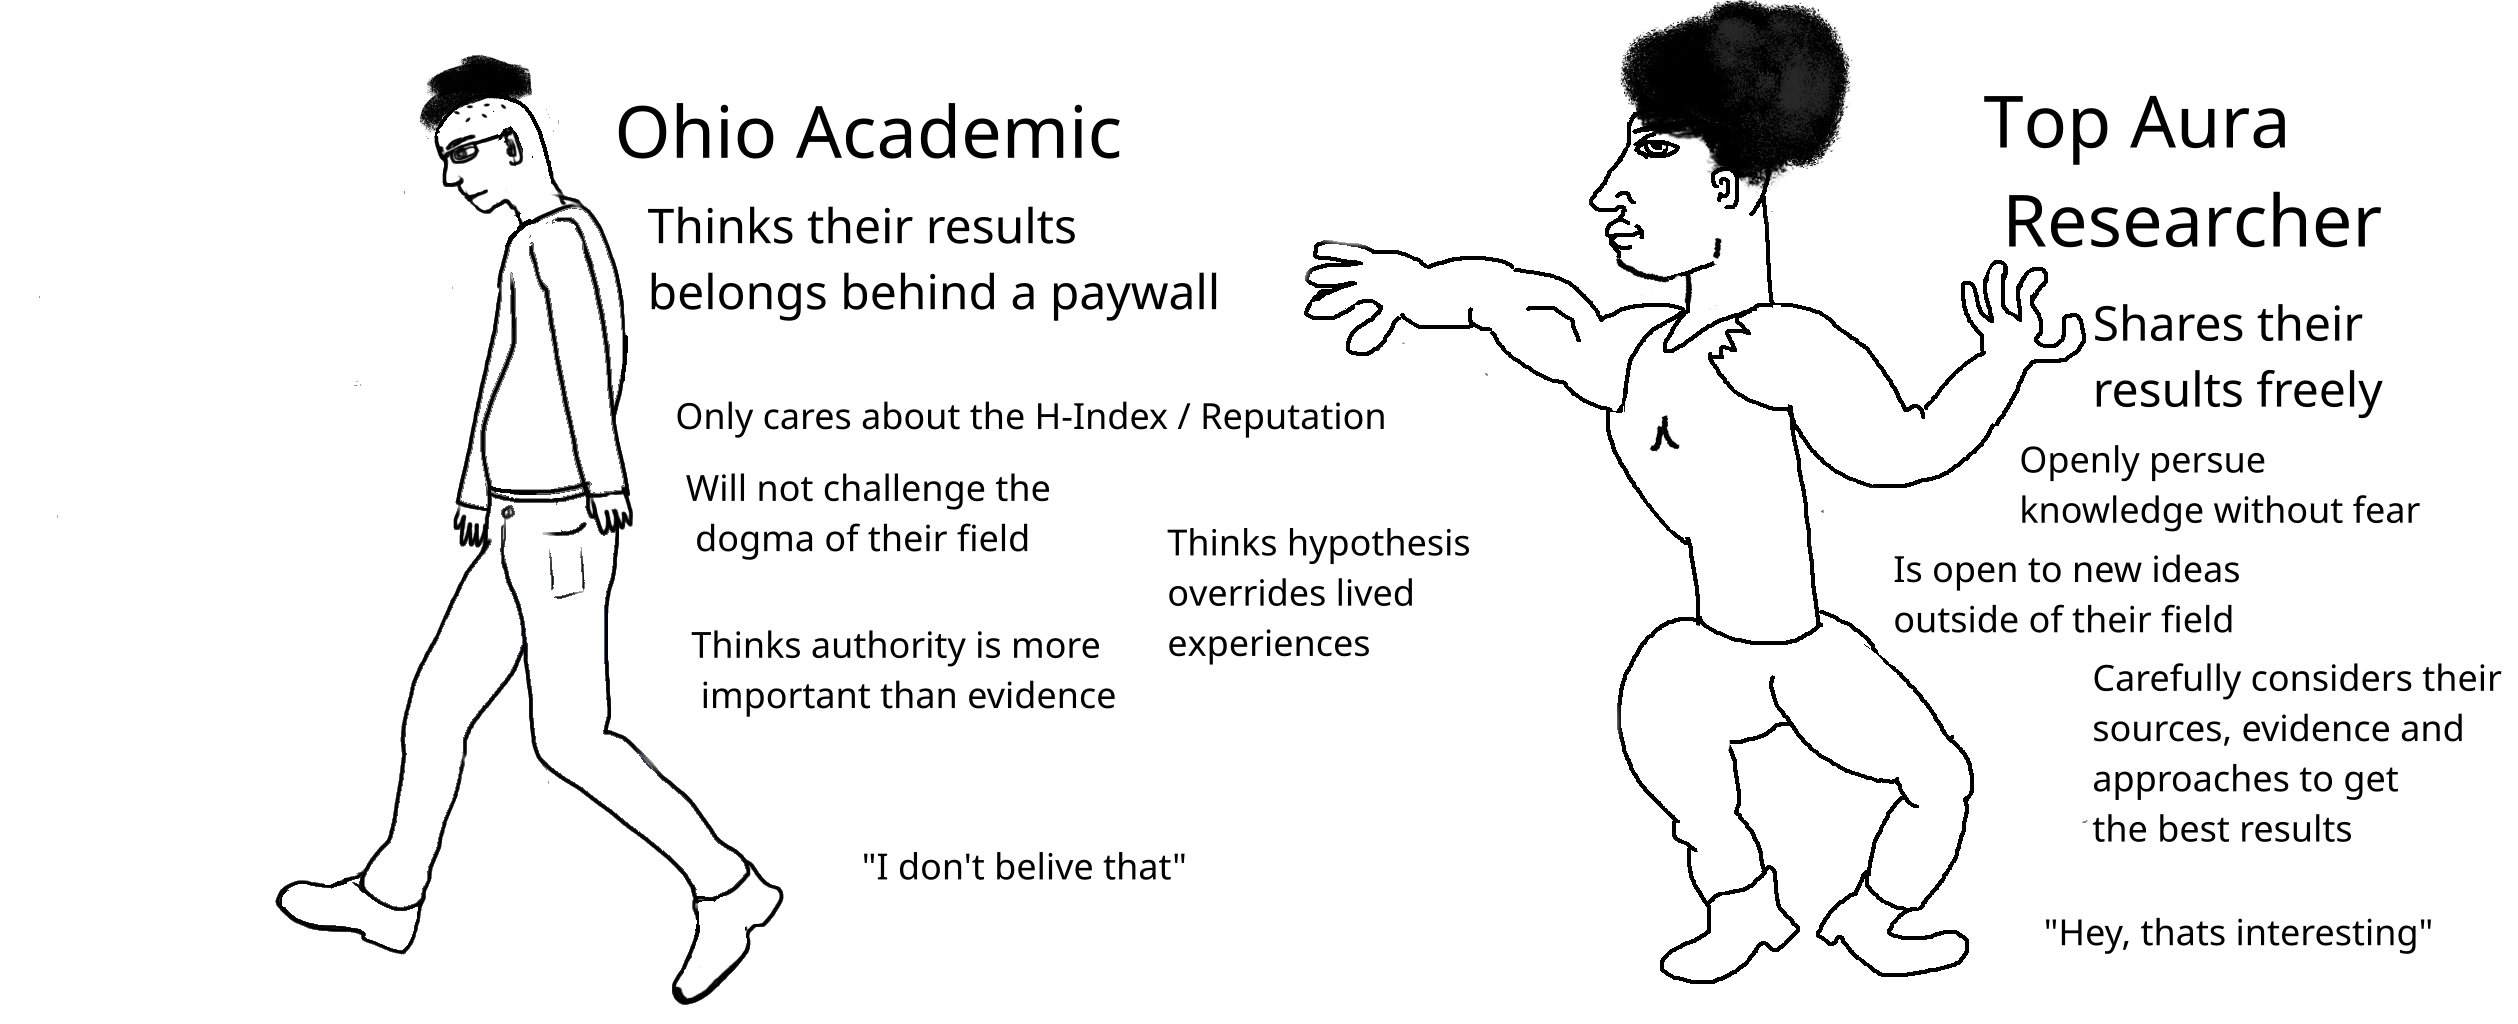 Ohio Academic
Thinks their results
belongs behind a paywall
Only cares about the H-Index / Reputation
Will not challenge the
dogma of their field
Thinks hypothesis
overrides lived
experiences
Thinks authority is more
important than evidence
"I don't belive that"
Top Aura
Researcher
Shares their
results freely
Openly persue
knowledge without fear
Is open to new ideas
outside of their field
Carefully considers their
sources, evidence and
approaches to get
the best results
"Hey, thats interesting"